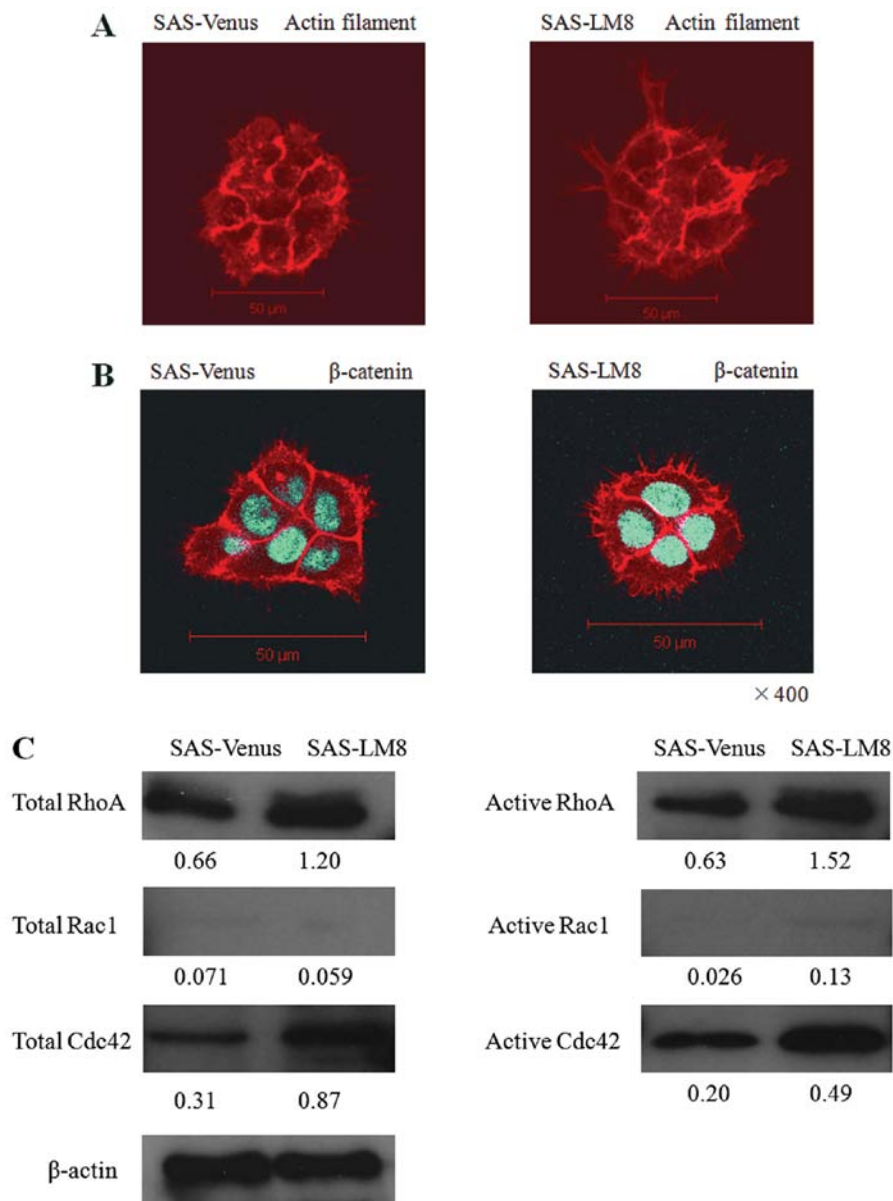 A
SAS-Venus Actin filament
SAS-LM8 Actin filament
50 µm
50 µm
B
SAS-Venus β-catenin
SAS-LM8 β-catenin
50 µm
50 µm
× 400
C
SAS-Venus SAS-LM8
SAS-Venus SAS-LM8
Total RhoA
Active RhoA
0.66 1.20
0.63 1.52
Total Rac1
Active Rac1
0.071 0.059
0.026 0.13
Total Cdc42
Active Cdc42
0.31 0.87
0.20 0.49
β-actin